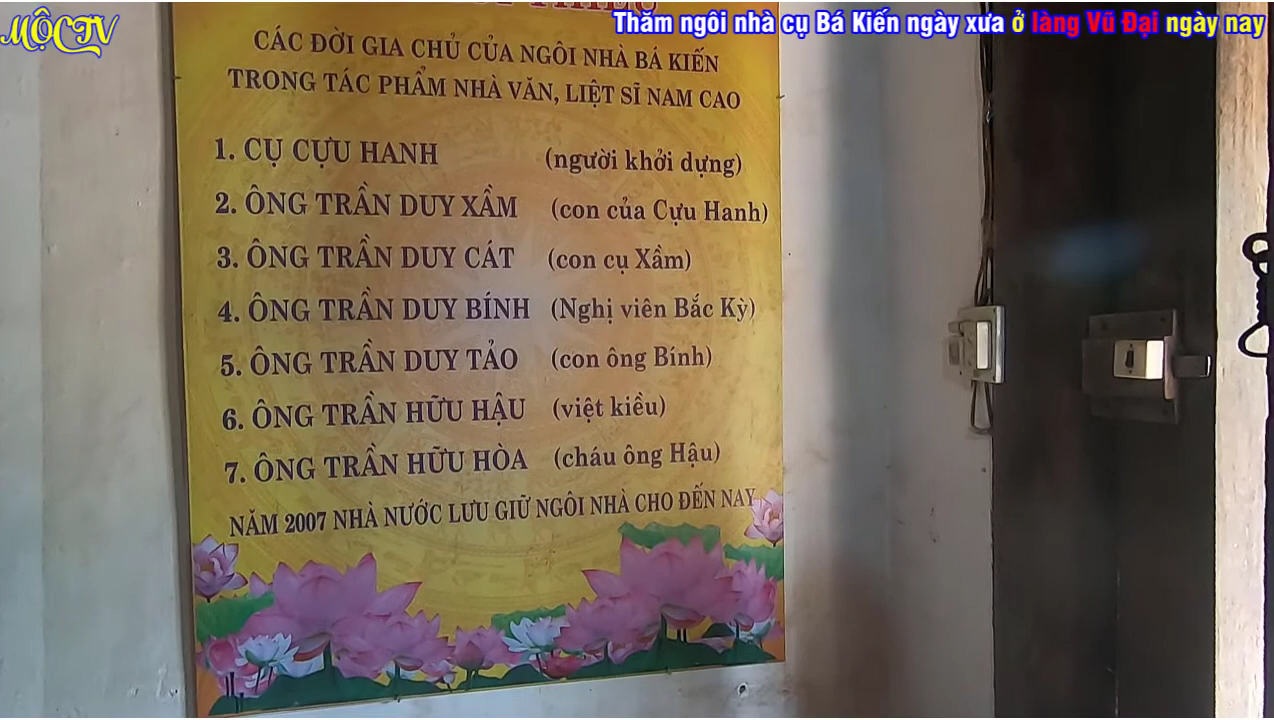 MỘCTV
Thăm ngôi nhà cụ Bá Kiến ngày xưa ở làng Vũ Đại ngày nay
CÁC ĐỜI GIA CHỦ CỦA NGÔI NHÀ BÁ KIẾN
TRONG TÁC PHẨM NHÀ VĂN, LIỆT SĨ NAM CAO
1. CỤ CỰU HANH (người khởi dựng)
2. ÔNG TRẦN DUY XẦM (con của Cựu Hanh)
3. ÔNG TRẦN DUY CÁT (con cụ Xầm)
4. ÔNG TRẦN DUY BÍNH (Nghị viên Bắc Kỳ)
5. ÔNG TRẦN DUY TẢO (con ông Bính)
6. ÔNG TRẦN HỮU HẬU (việt kiều)
7. ÔNG TRẦN HỮU HÒA (cháu ông Hậu)
NĂM 2007 NHÀ NƯỚC LƯU GIỮ NGÔI NHÀ CHO ĐẾN NAY